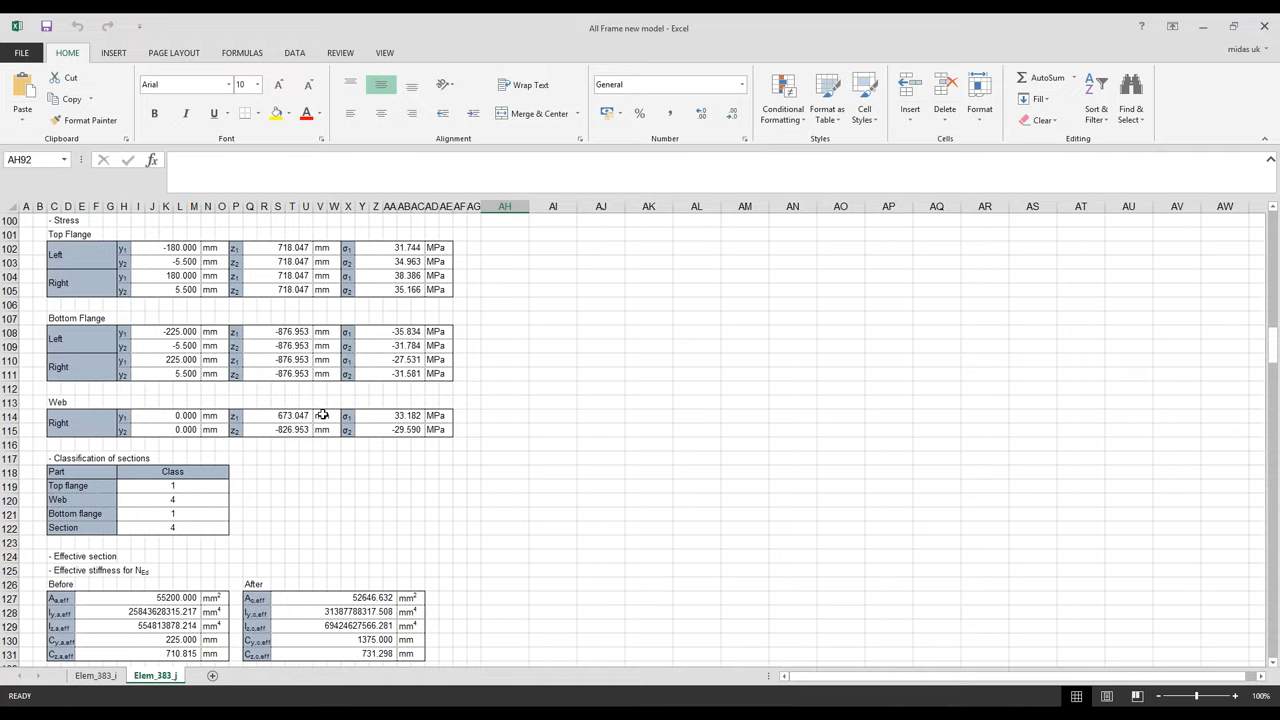 All Frame new model - Excel
FILE HOME INSERT PAGE LAYOUT FORMULAS DATA REVIEW VIEW midas uk
Paste Cut Copy Format Painter
Arial 10
B I U A
Wrap Text
Merge & Center
General
%
Conditional Formatting Format as Table Cell Styles
Insert Delete Format
AutoSum Fill Clear Sort & Filter Find & Select
Clipboard Font Alignment Number Styles Cells Editing
AH92 fx
A B C D E F G H I J K L M N O P Q R S T U V W X Y Z AA AB AC AD AE AF AG AH AI AJ AK AL AM AN AO AP AQ AR AS AT AU AV AW
100 - Stress
101 Top Flange
102 Left y₁ -180.000 mm z₁ 718.047 mm σ₁ 31.744 MPa
103 y₂ -5.500 mm z₂ 718.047 mm σ₂ 34.963 MPa
104 Right y₁ 180.000 mm z₁ 718.047 mm σ₁ 38.386 MPa
105 y₂ 5.500 mm z₂ 718.047 mm σ₂ 35.166 MPa
106
107 Bottom Flange
108 Left y₁ -225.000 mm z₁ -876.953 mm σ₁ -35.834 MPa
109 y₂ -5.500 mm z₂ -876.953 mm σ₂ -31.784 MPa
110 Right y₁ 225.000 mm z₁ -876.953 mm σ₁ -27.531 MPa
111 y₂ 5.500 mm z₂ -876.953 mm σ₂ -31.581 MPa
112
113 Web
114 Right y₁ 0.000 mm z₁ 673.047 mm σ₁ 33.182 MPa
115 y₂ 0.000 mm z₂ -826.953 mm σ₂ -29.590 MPa
116
117 - Classification of sections
118 Part Class
119 Top flange 1
120 Web 4
121 Bottom flange 1
122 Section 4
123
124 - Effective section
125 - Effective stiffness for NEd
126 Before After
127 Aa,eff 55200.000 mm² Ac,eff 52646.632 mm²
128 Iy,a,eff 25843628315.217 mm⁴ Iy,c,eff 31387788317.508 mm⁴
129 Iz,a,eff 554813878.214 mm⁴ Iz,c,eff 69424627566.281 mm⁴
130 Cy,a,eff 225.000 mm Cy,c,eff 1375.000 mm
131 Cz,a,eff 710.815 mm Cz,c,eff 731.298 mm
Elem_383_i Elem_383_j
READY 100%